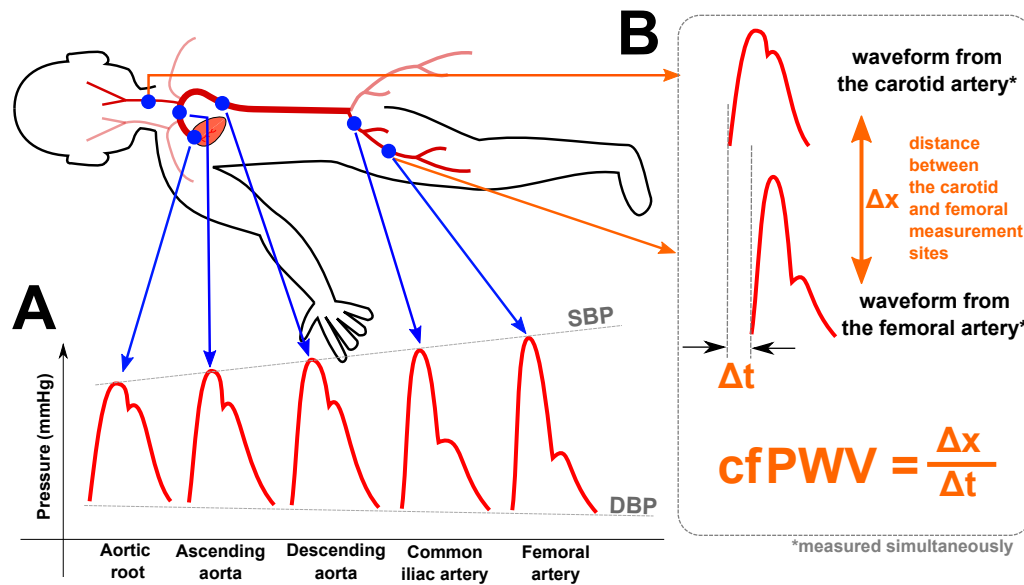 A
Pressure (mmHg)
SBP
DBP
Aortic
root
Ascending
aorta
Descending
aorta
Common
iliac artery
Femoral
artery
B
waveform from
the carotid artery*
distance
between
the carotid
and femoral
measurement
sites
Δx
waveform from
the femoral artery*
Δt
cfPWV = Δx
Δt
*measured simultaneously